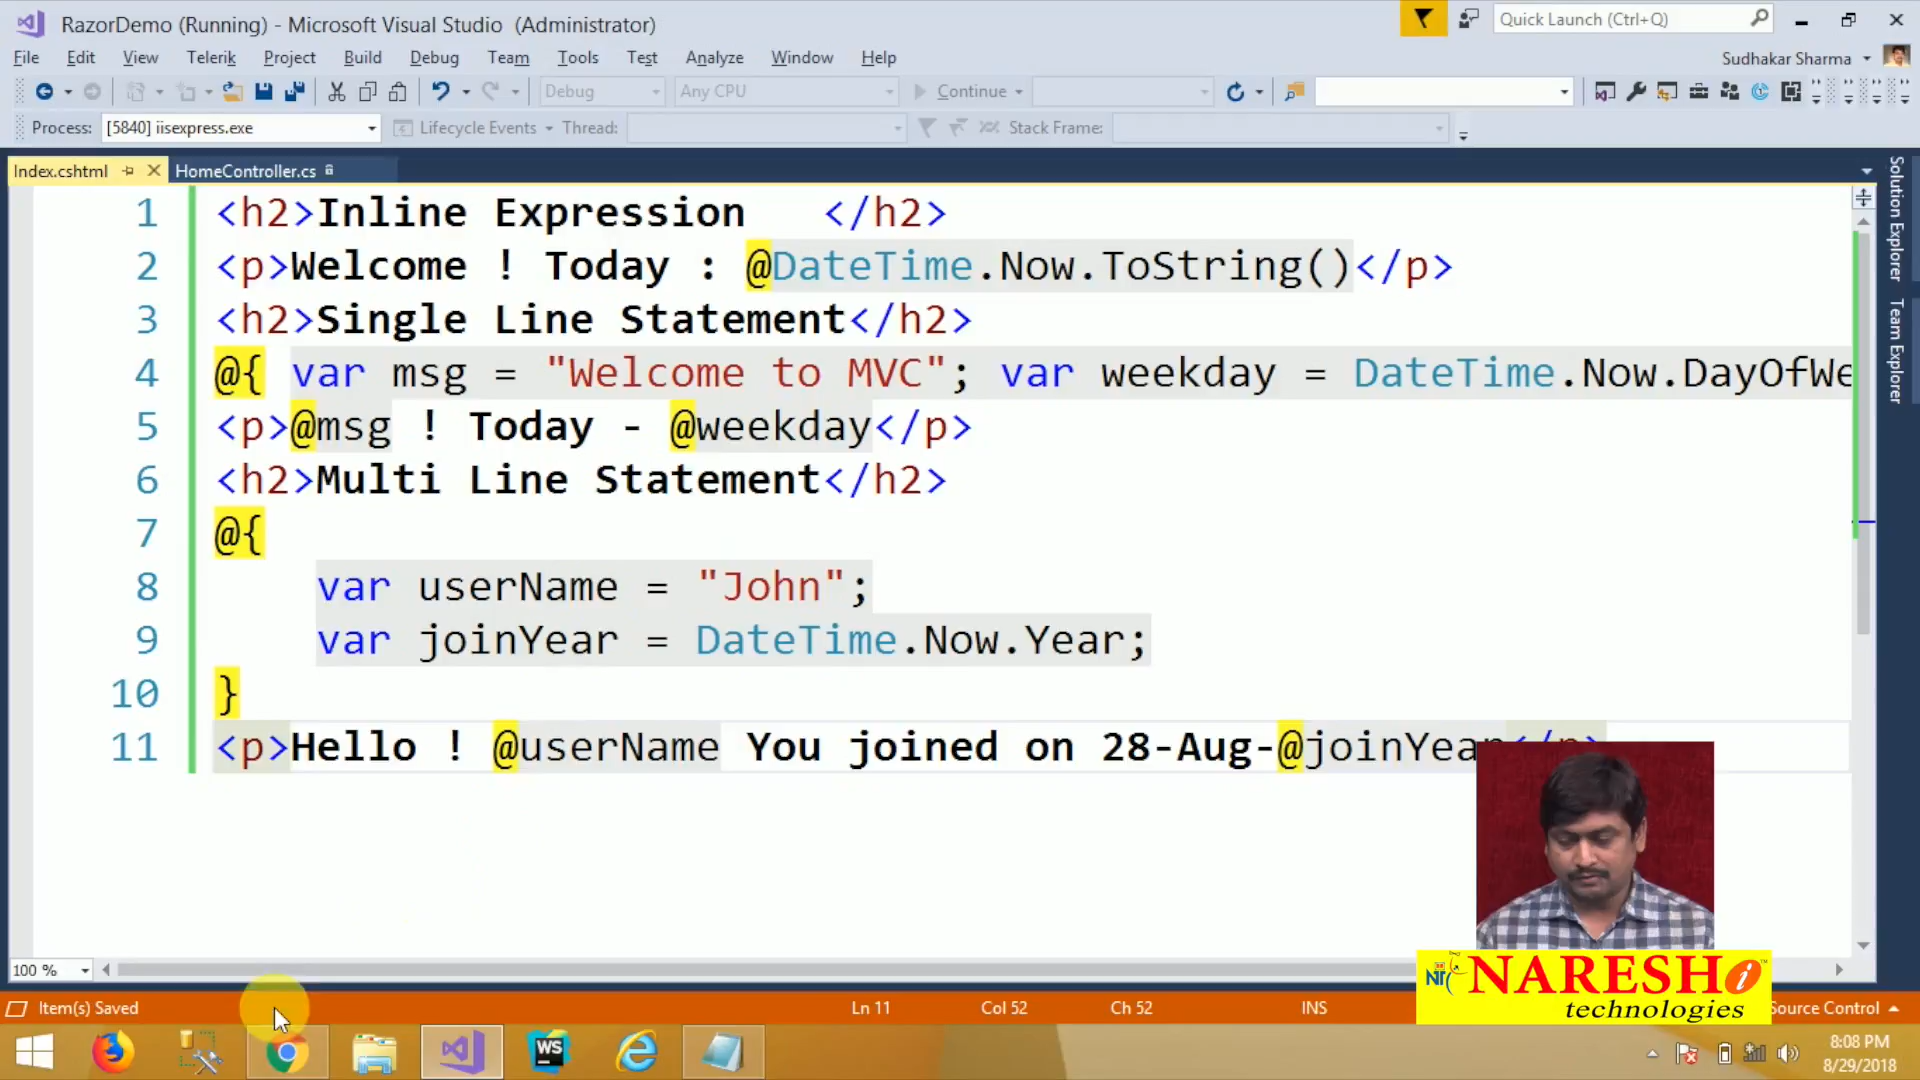 RazorDemo (Running) - Microsoft Visual Studio (Administrator)
Quick Launch (Ctrl+Q)
File Edit View Telerik Project Build Debug Team Tools Test Analyze Window Help
Sudhakar Sharma
Debug Any CPU Continue
Process: [5840] iisexpress.exe Lifecycle Events Thread: Stack Frame:
Index.cshtml HomeController.cs
Solution Explorer
Team Explorer
1 <h2>Inline Expression </h2>
2 <p>Welcome ! Today : @DateTime.Now.ToString()</p>
3 <h2>Single Line Statement</h2>
4 @{ var msg = "Welcome to MVC"; var weekday = DateTime.Now.DayOfWe
5 <p>@msg ! Today - @weekday</p>
6 <h2>Multi Line Statement</h2>
7 @{
8 var userName = "John";
9 var joinYear = DateTime.Now.Year;
10 }
11 <p>Hello ! @userName You joined on 28-Aug-@joinYear</p>
100 %
NARESH i
technologies
Item(s) Saved Ln 11 Col 52 Ch 52 INS Source Control
WS
8:08 PM
8/29/2018